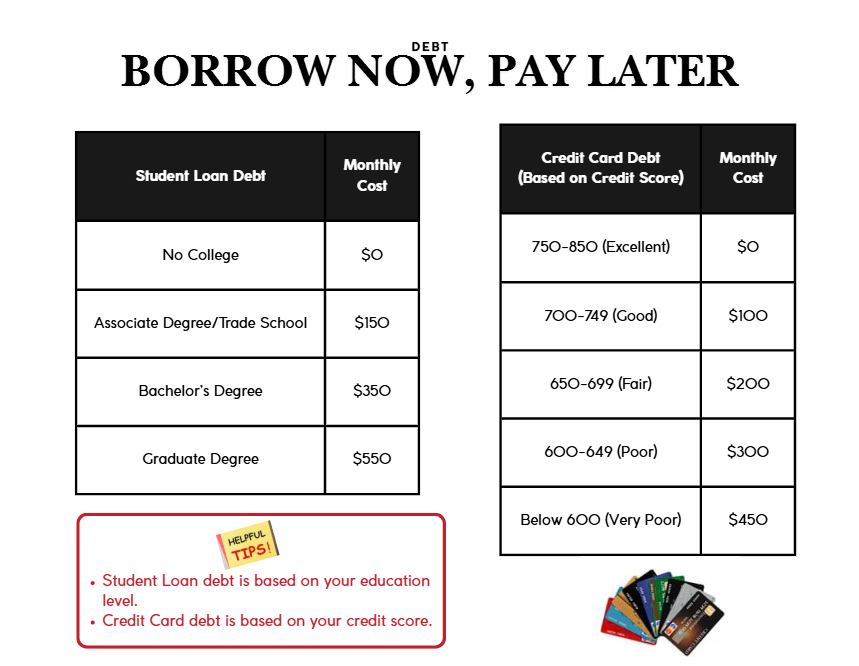 DEBT
BORROW NOW, PAY LATER
Student Loan Debt
Monthly
Cost
No College
$0
Associate Degree/Trade School
$150
Bachelor's Degree
$350
Graduate Degree
$550
Credit Card Debt
(Based on Credit Score)
Monthly
Cost
750-850 (Excellent)
$0
700-749 (Good)
$100
650-699 (Fair)
$200
600-649 (Poor)
$300
Below 600 (Very Poor)
$450
HELPFUL
TIPS!
• Student Loan debt is based on your education
level.
• Credit Card debt is based on your credit score.